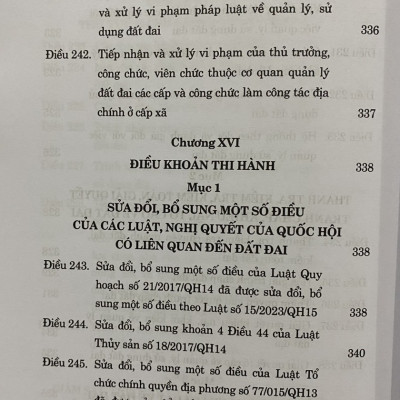 và xử lý vi phạm pháp luật về quản lý, sử
dụng đất đai 336
Điều 242. Tiếp nhận và xử lý vi phạm của thủ trưởng,
công chức, viên chức thuộc cơ quan quản lý
đất đai các cấp và công chức làm công tác địa
chính ở cấp xã 337
Chương XVI
ĐIỀU KHOẢN THI HÀNH 338
Mục 1
SỬA ĐỔI, BỔ SUNG MỘT SỐ ĐIỀU
CỦA CÁC LUẬT, NGHỊ QUYẾT CỦA QUỐC HỘI
CÓ LIÊN QUAN ĐẾN ĐẤT ĐAI 338
Điều 243. Sửa đổi, bổ sung một số điều của Luật Quy
hoạch số 21/2017/QH14 đã được sửa đổi, bổ
sung một số điều theo Luật số 15/2023/QH15 338
Điều 244. Sửa đổi, bổ sung khoản 4 Điều 44 của Luật
Thủy sản số 18/2017/QH14 340
Điều 245. Sửa đổi, bổ sung một số điều của Luật Tổ
chức chính quyền địa phương số 77/015/QH13